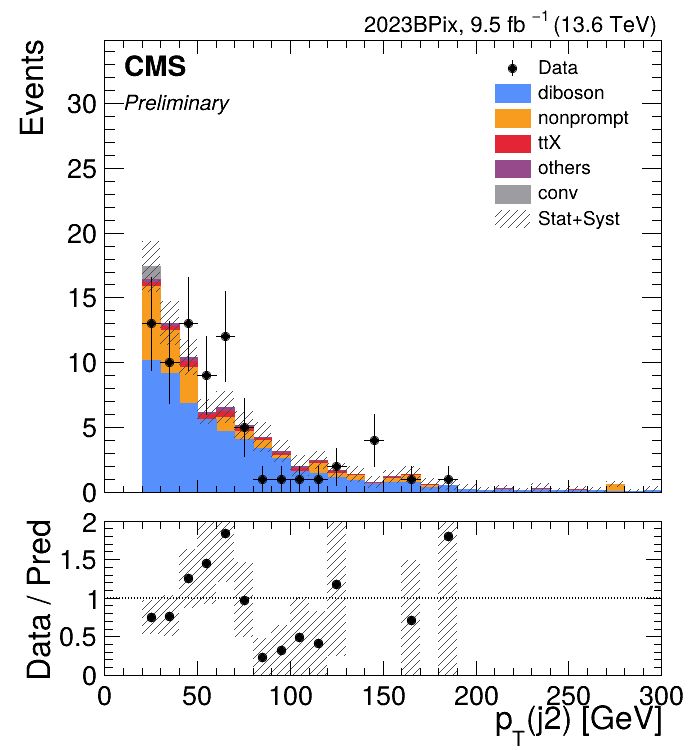 2023BPix, 9.5 fb⁻¹ (13.6 TeV)
CMS
Preliminary
Events
Data
diboson
nonprompt
ttX
others
conv
Stat+Syst
30
25
20
15
10
5
0
Data / Pred
2
1.5
1
0.5
0
0 50 100 150 200 250 300
p_T(j2) [GeV]